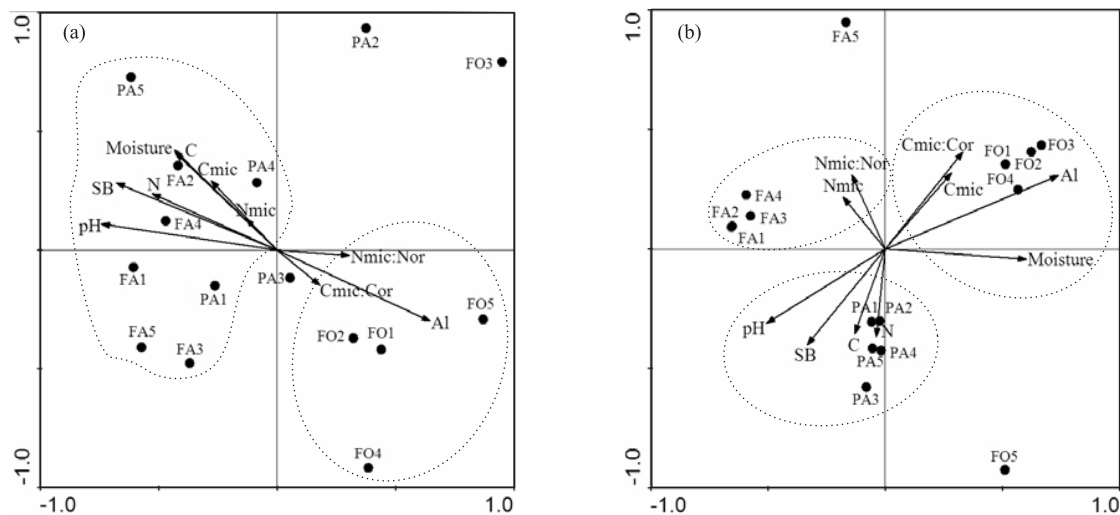 (a)
1.0
-1.0
-1.0
1.0
PA2
FO3
PA5
Moisture
C
FA2
Cmic
PA4
SB
N
Nmic
pH
FA4
Nmic:Nor
FA1
PA3
Cmic:Cor
PA1
Al
FO5
FO2
FO1
FA5
FA3
FO4
(b)
1.0
-1.0
-1.0
1.0
FA5
Cmic:Cor
FO1
FO3
FO2
Nmic:Nor
Cmic
FO4
Al
Nmic
FA4
FA2
FA3
FA1
Moisture
PA1
PA2
pH
N
C
SB
PA5
PA4
PA3
FO5